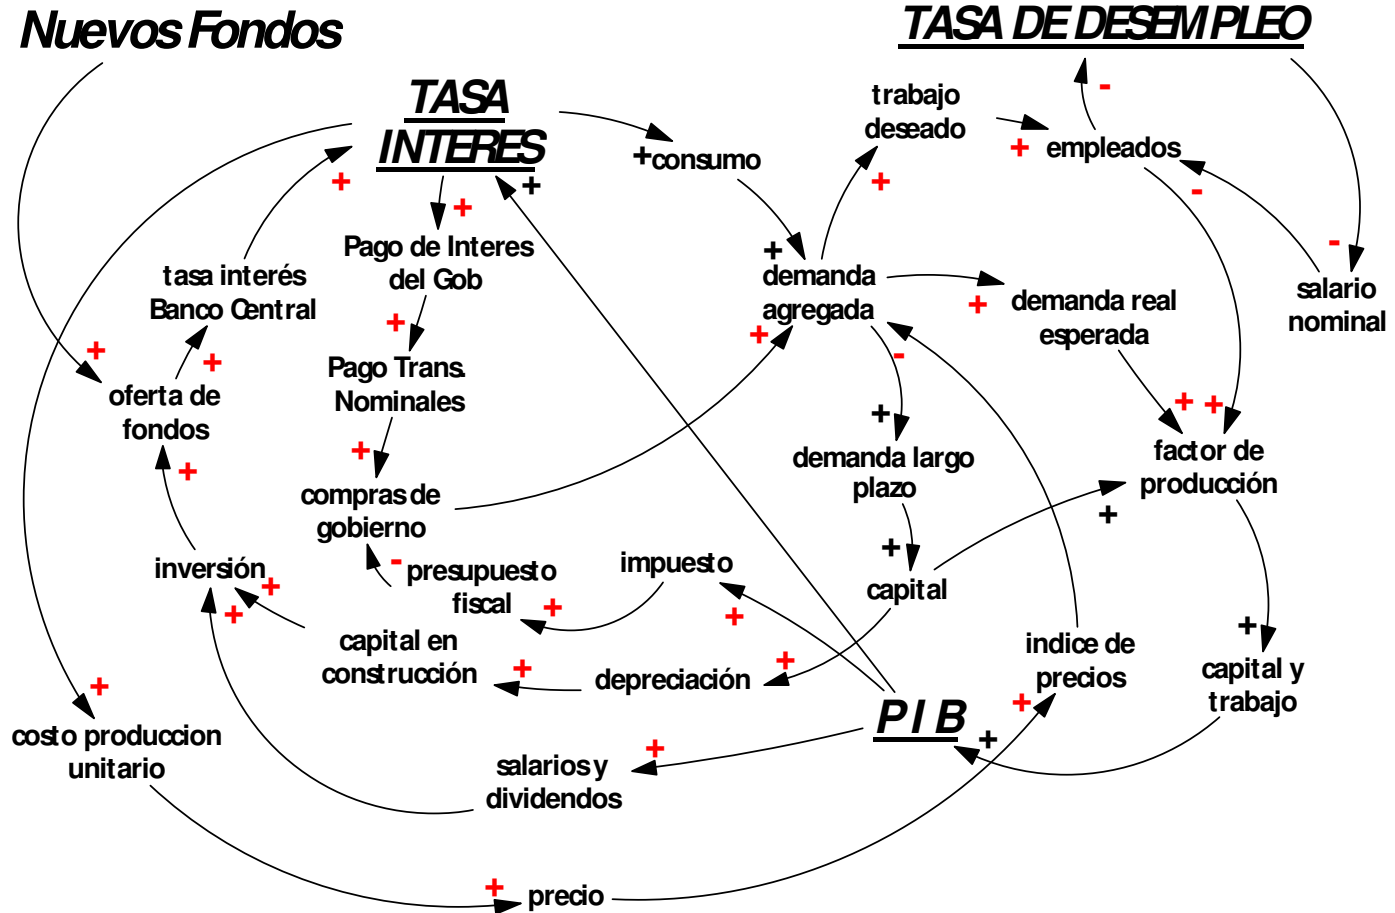 Nuevos Fondos
TASA DE DESEMPLEO
TASA
INTERES
trabajo
deseado
-
+
empleados
+consumo
+
+
+
+
-
-
Pago de Interes
del Gob
+
demanda
agregada
tasa interés
Banco Central
+
demanda real
esperada
salario
nominal
+
+
-
+
+
Pago Trans.
Nominales
oferta de
fondos
+
+
+
+
+
demanda largo
plazo
factor de
producción
compras de
gobierno
+
+
inversión
+
-
presupuesto
fiscal
impuesto
capital
+
+
+
+
capital en
construcción
+
+
depreciación
indice de
precios
capital y
trabajo
+
+
PIB
+
costo produccion
unitario
+
salarios y
dividendos
+
precio